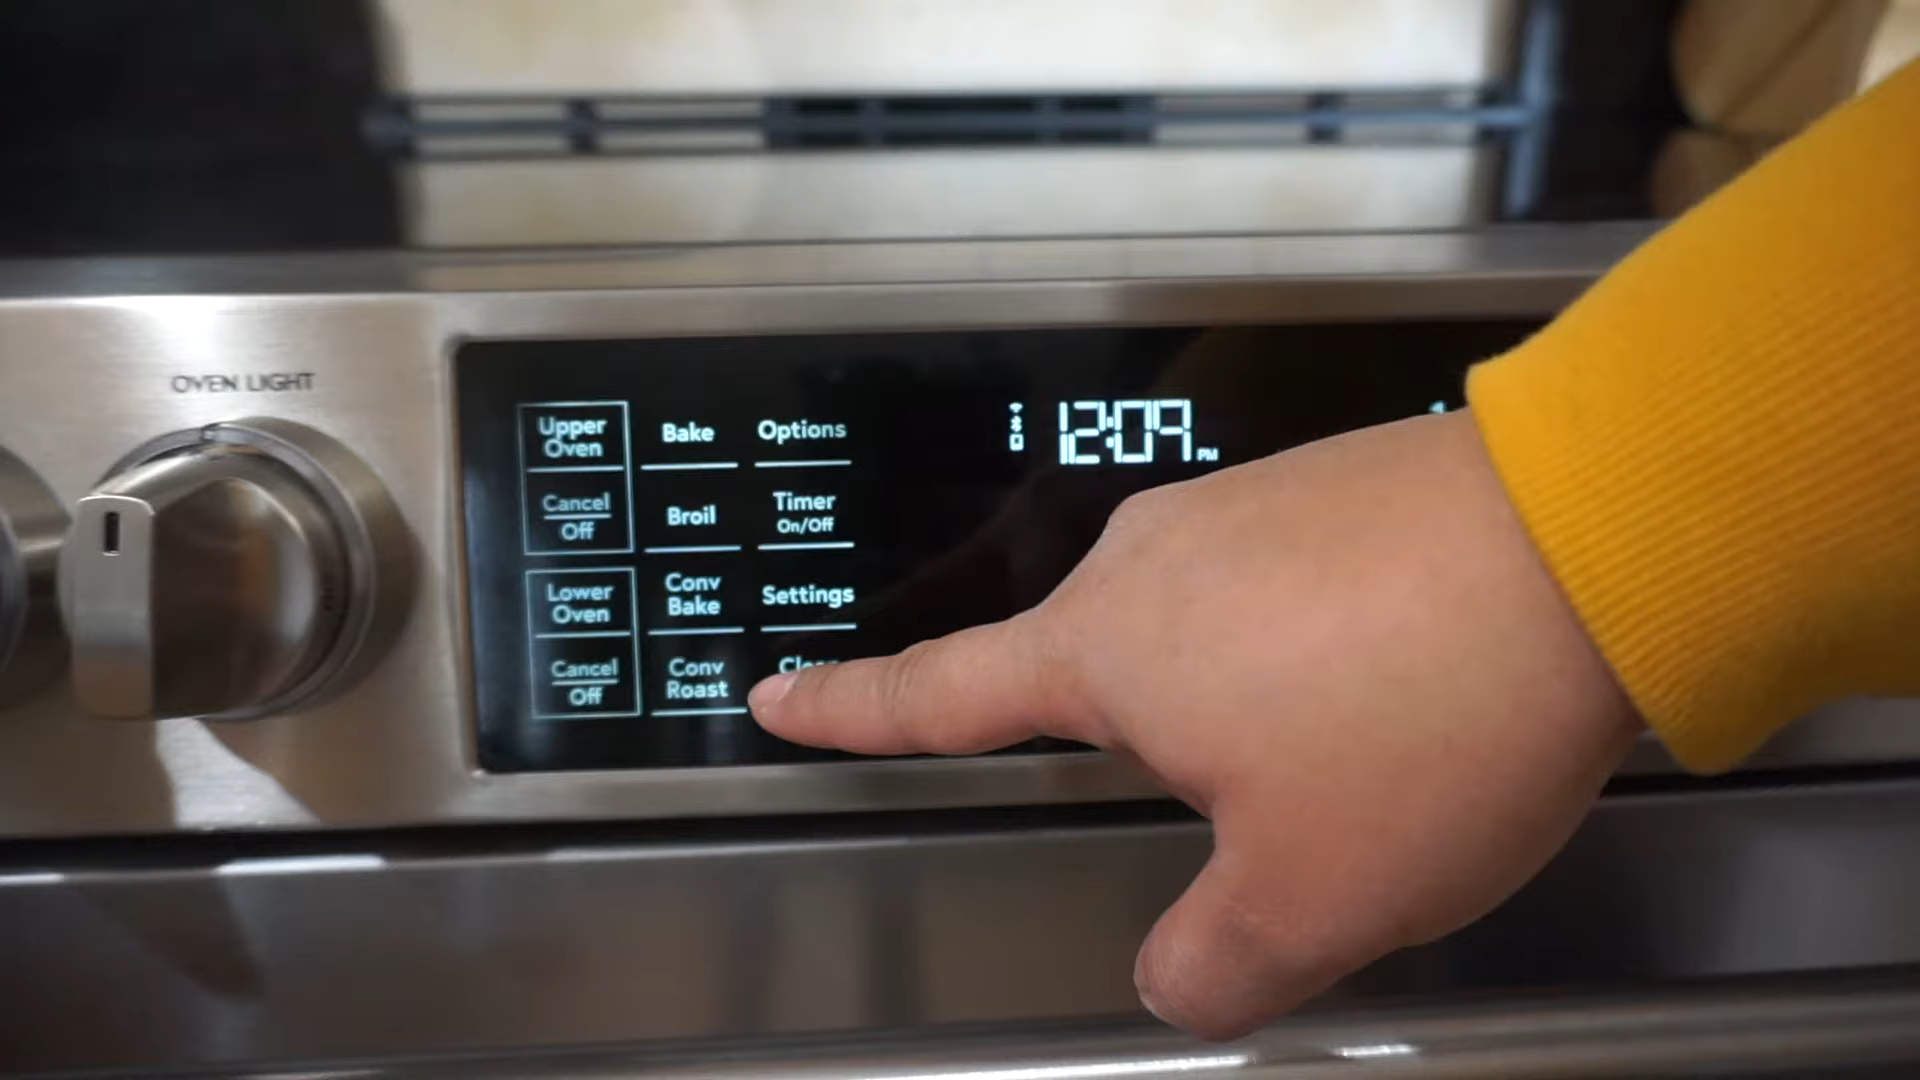 OVEN LIGHT
Upper
Oven
Cancel
Off
Lower
Oven
Cancel
Off
Bake
Broil
Conv
Bake
Conv
Roast
Options
Timer
On/Off
Settings
Clean
12:09 PM